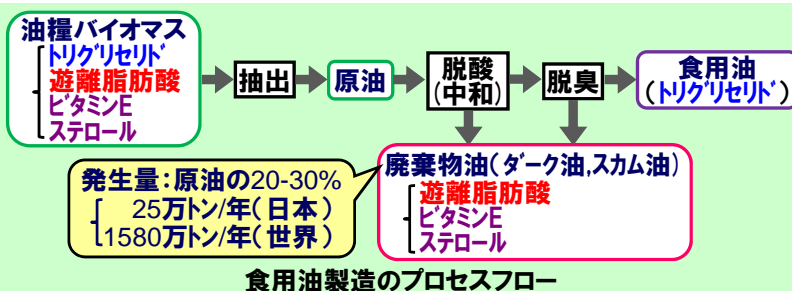 油糧バイオマス
トリグリセリド
遊離脂肪酸
ビタミンE
ステロール
抽出
原油
脱酸
(中和)
脱臭
食用油
(トリグリセリド)
発生量:原油の20-30%
25万トン/年(日本)
1580万トン/年(世界)
廃棄物油(ダーク油,スカム油)
遊離脂肪酸
ビタミンE
ステロール
食用油製造のプロセスフロー